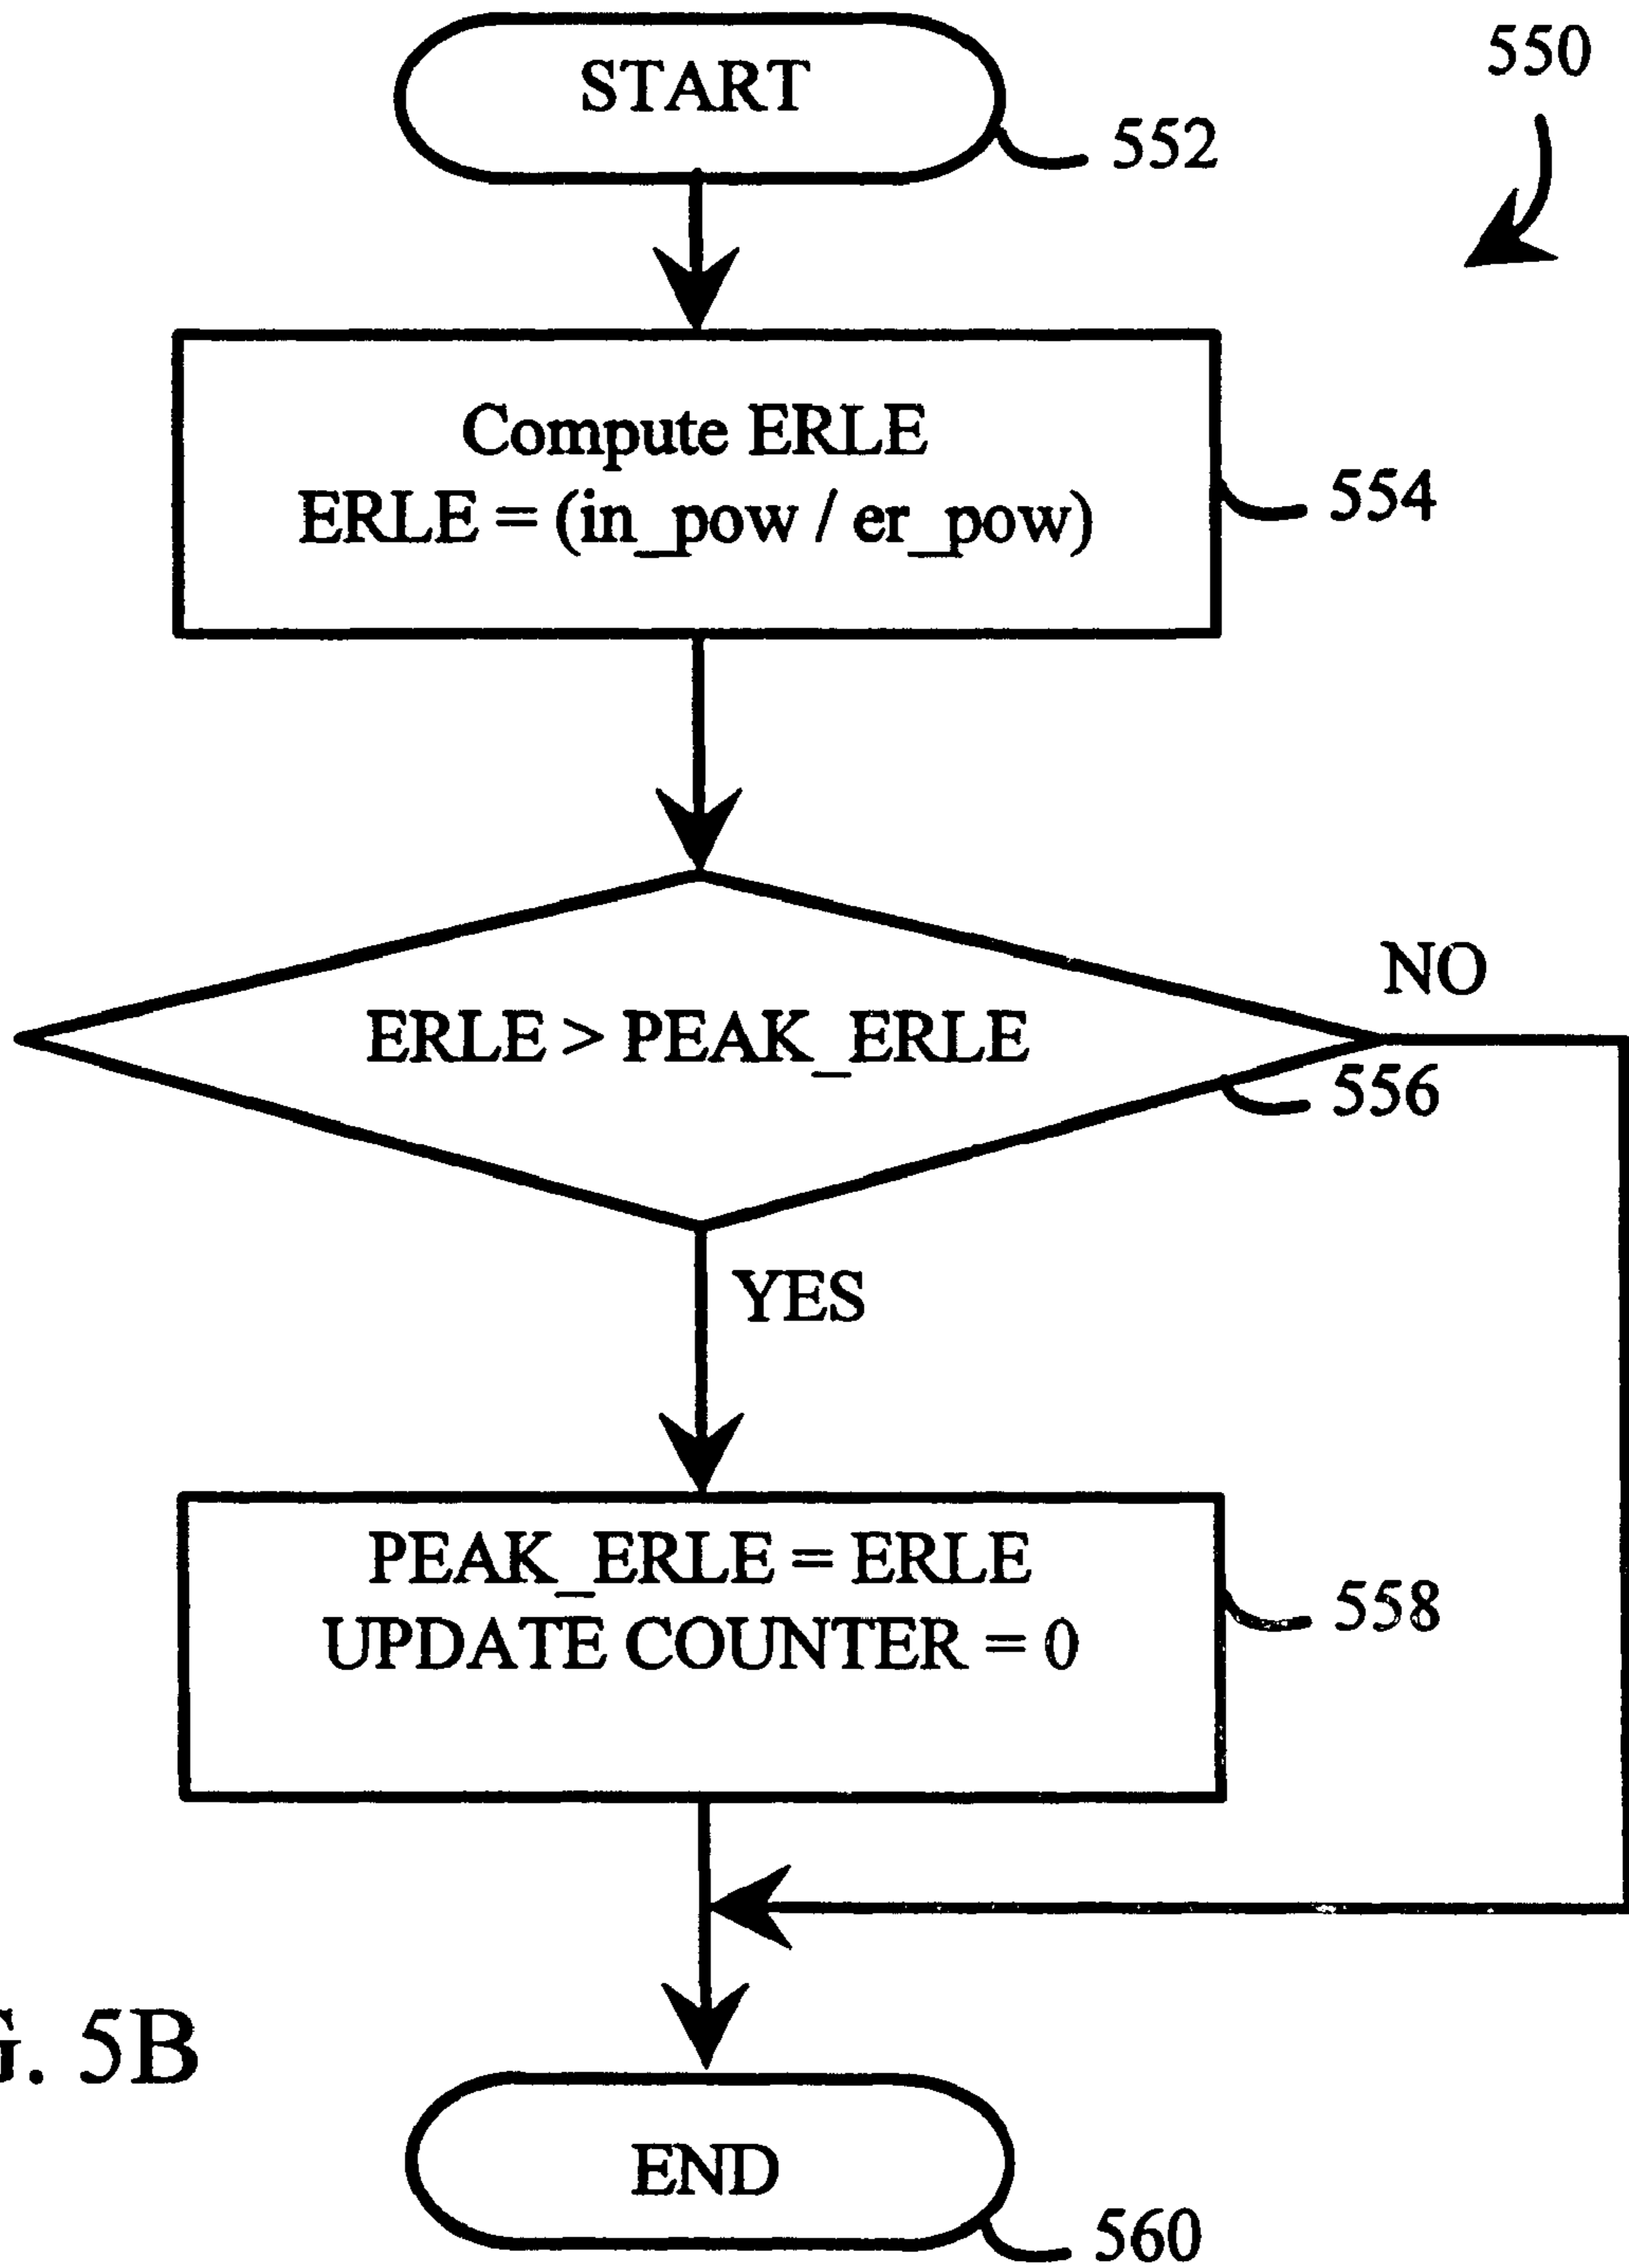 START
550
552
Compute ERLE
ERLE = (in_pow / er_pow)
554
NO
ERLE > PEAK_ERLE
556
YES
PEAK_ERLE = ERLE
UPDATE COUNTER = 0
558
5B
END
560